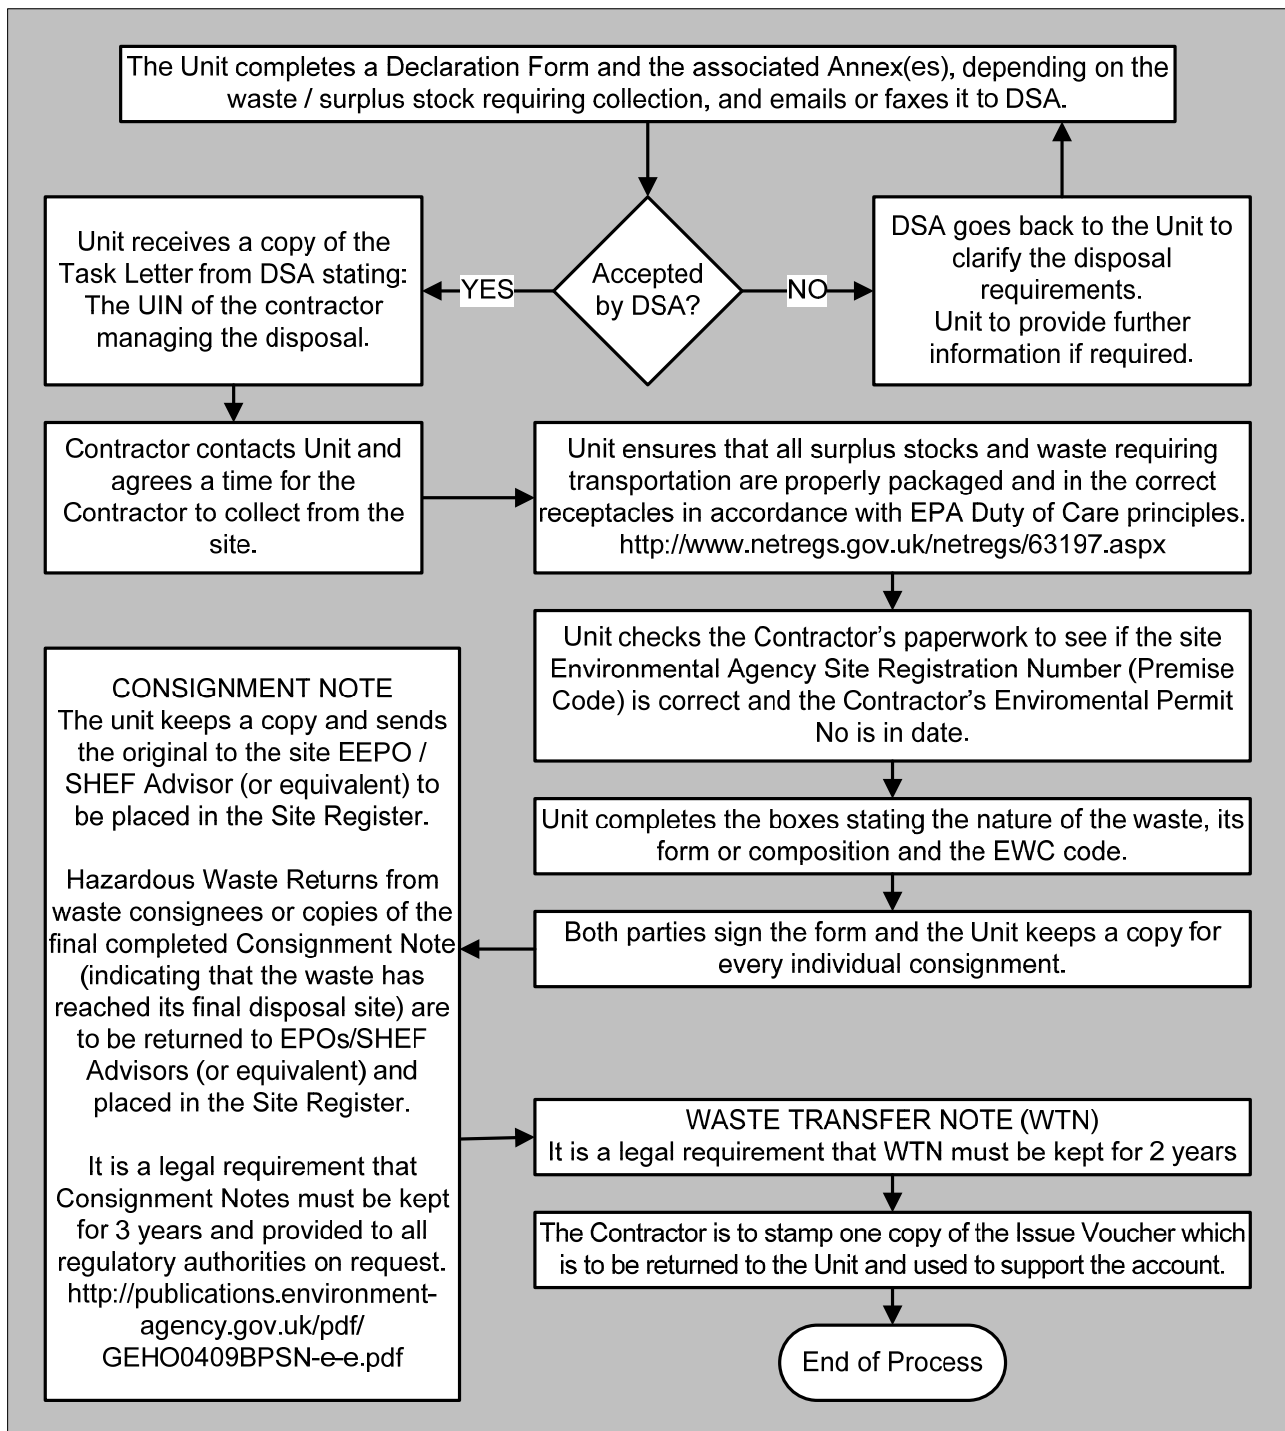 The Unit completes a Declaration Form and the associated Annex(es), depending on the
waste / surplus stock requiring collection, and emails or faxes it to DSA.
Unit receives a copy of the
Task Letter from DSA stating:
The UIN of the contractor
managing the disposal.
YES
Accepted
by DSA?
NO
DSA goes back to the Unit to
clarify the disposal
requirements.
Unit to provide further
information if required.
Contractor contacts Unit and
agrees a time for the
Contractor to collect from the
site.
Unit ensures that all surplus stocks and waste requiring
transportation are properly packaged and in the correct
receptacles in accordance with EPA Duty of Care principles.
http://www.netregs.gov.uk/netregs/63197.aspx
Unit checks the Contractor's paperwork to see if the site
Environmental Agency Site Registration Number (Premise
Code) is correct and the Contractor's Enviromental Permit
No is in date.
Unit completes the boxes stating the nature of the waste, its
form or composition and the EWC code.
Both parties sign the form and the Unit keeps a copy for
every individual consignment.
CONSIGNMENT NOTE
The unit keeps a copy and sends
the original to the site EEPO /
SHEF Advisor (or equivalent) to
be placed in the Site Register.
Hazardous Waste Returns from
waste consignees or copies of the
final completed Consignment Note
(indicating that the waste has
reached its final disposal site) are
to be returned to EPOs/SHEF
Advisors (or equivalent) and
placed in the Site Register.
It is a legal requirement that
Consignment Notes must be kept
for 3 years and provided to all
regulatory authorities on request.
http://publications.environment-
agency.gov.uk/pdf/
GEHO0409BPSN-e-e.pdf
WASTE TRANSFER NOTE (WTN)
It is a legal requirement that WTN must be kept for 2 years
The Contractor is to stamp one copy of the Issue Voucher which
is to be returned to the Unit and used to support the account.
End of Process